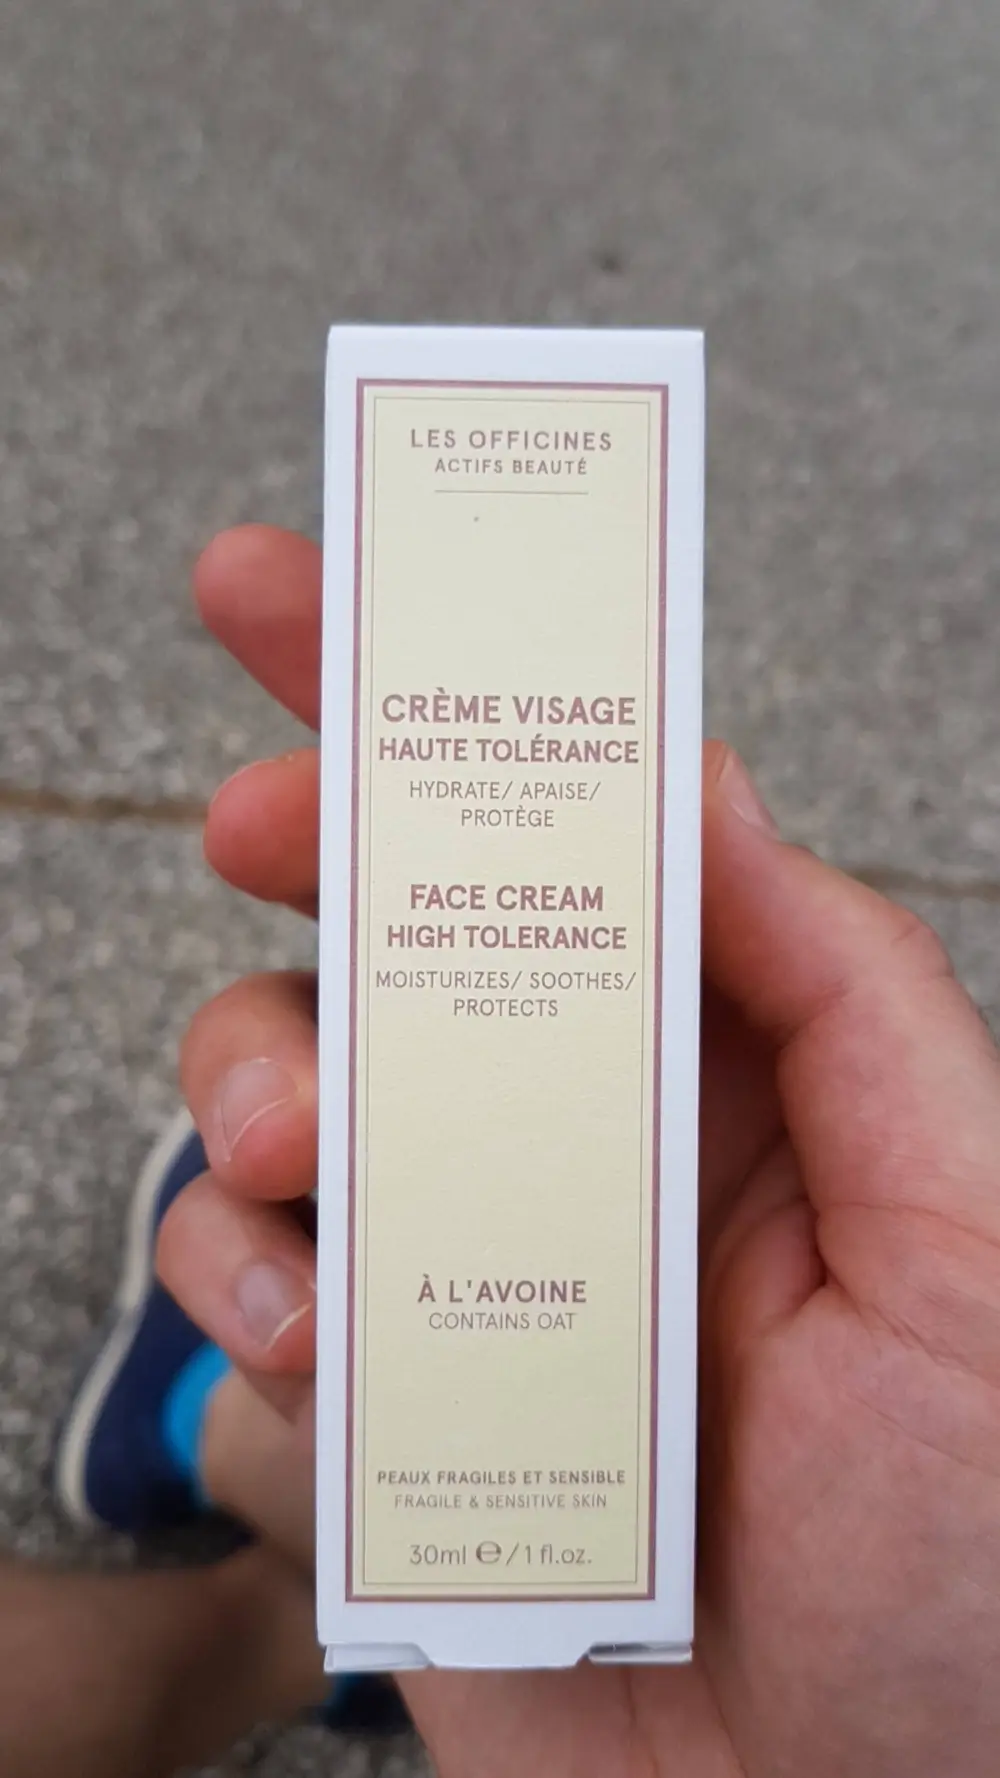 LES OFFICINES
ACTIFS BEAUTÉ
CRÈME VISAGE
HAUTE TOLÉRANCE
HYDRATE/ APAISE/
PROTÈGE
FACE CREAM
HIGH TOLERANCE
MOISTURIZES/ SOOTHES/
PROTECTS
À L'AVOINE
CONTAINS OAT
PEAUX FRAGILES ET SENSIBLE
FRAGILE & SENSITIVE SKIN
30ml ℮/1 fl.oz.